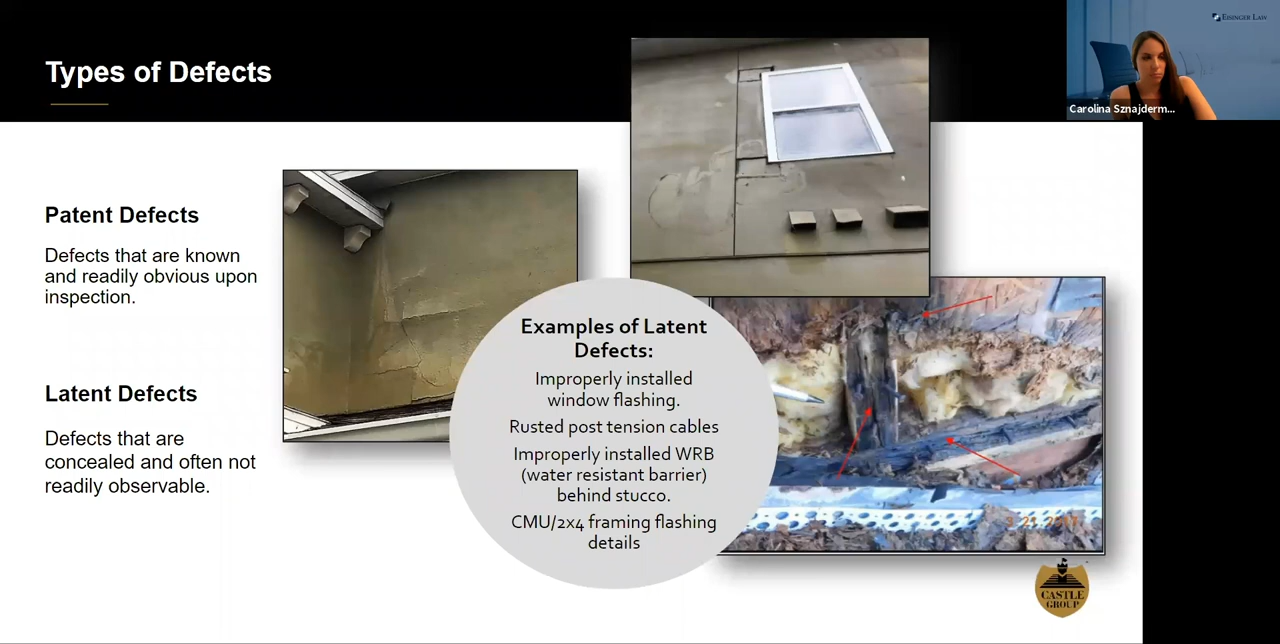 Types of Defects
EISINGER LAW
Carolina Sznajderm...
Patent Defects
Defects that are known
and readily obvious upon
inspection.
Latent Defects
Defects that are
concealed and often not
readily observable.
Examples of Latent
Defects:
Improperly installed
window flashing.
Rusted post tension cables
Improperly installed WRB
(water resistant barrier)
behind stucco.
CMU/2x4 framing flashing
details
CASTLE
GROUP